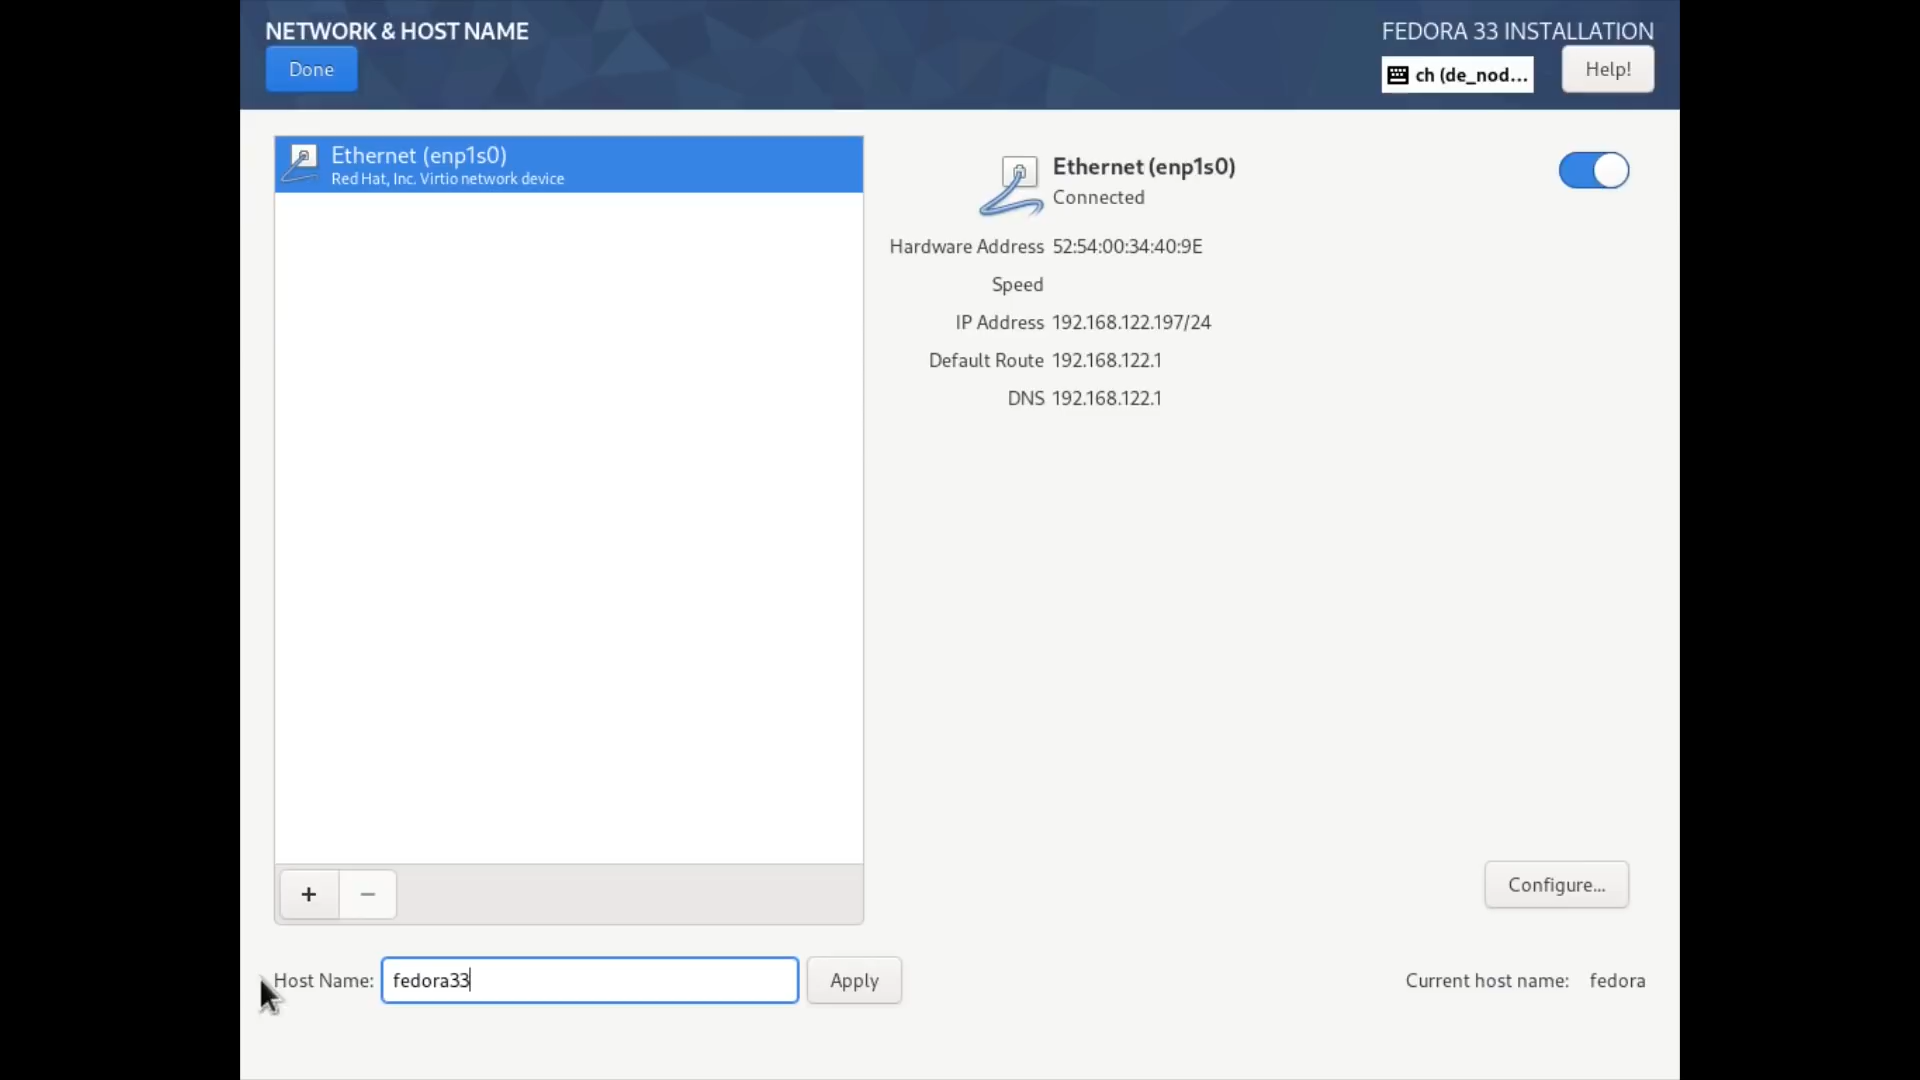 NETWORK & HOST NAME
Done
FEDORA 33 INSTALLATION
ch (de_nod...
Help!
Ethernet (enp1s0)
Red Hat, Inc. Virtio network device
Ethernet (enp1s0)
Connected
Hardware Address 52:54:00:34:40:9E
Speed
IP Address 192.168.122.197/24
Default Route 192.168.122.1
DNS 192.168.122.1
+ −
Configure...
Host Name: fedora33 Apply
Current host name: fedora